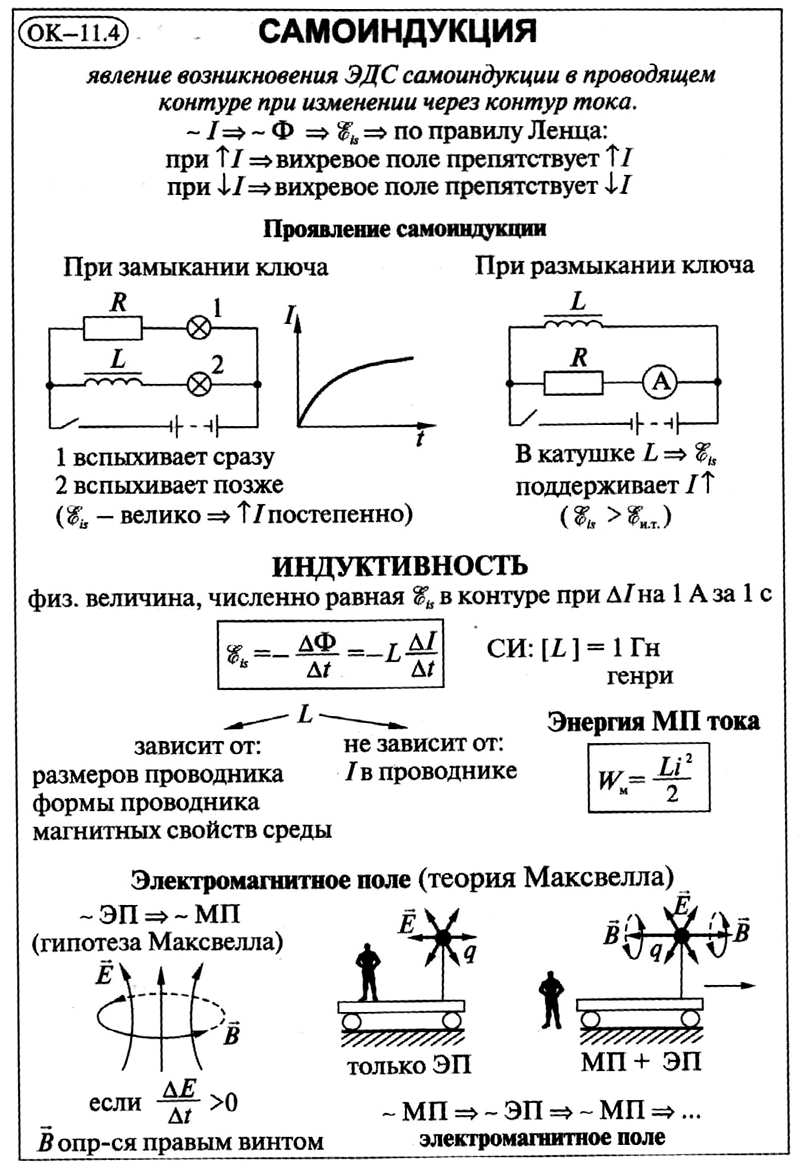 ОК–11.4
САМОИНДУКЦИЯ
явление возникновения ЭДС самоиндукции в проводящем
контуре при изменении через контур тока.
~ I ⇒ ~ Ф ⇒ ℰis ⇒ по правилу Ленца:
при ↑I ⇒ вихревое поле препятствует ↑I
при ↓I ⇒ вихревое поле препятствует ↓I
Проявление самоиндукции
При замыкании ключа
R
1
L
2
I
t
1 вспыхивает сразу
2 вспыхивает позже
(ℰis – велико ⇒ ↑I постепенно)
При размыкании ключа
L
R
A
В катушке L ⇒ ℰis
поддерживает I↑
(ℰis > ℰи.т.)
ИНДУКТИВНОСТЬ
физ. величина, численно равная ℰis в контуре при ΔI на 1 А за 1 с
ℰis = – ΔФ/Δt = – L ΔI/Δt
СИ: [L] = 1 Гн
генри
L
зависит от:
размеров проводника
формы проводника
магнитных свойств среды
не зависит от:
I в проводнике
Энергия МП тока
Wм = Li²/2
Электромагнитное поле (теория Максвелла)
~ ЭП ⇒ ~ МП
(гипотеза Максвелла)
E⃗
B⃗
если ΔE/Δt >0
B⃗ опр-ся правым винтом
E⃗
q
только ЭП
E⃗
B⃗
q
B⃗
МП + ЭП
~ МП ⇒ ~ ЭП ⇒ ~ МП ⇒ ...
электромагнитное поле